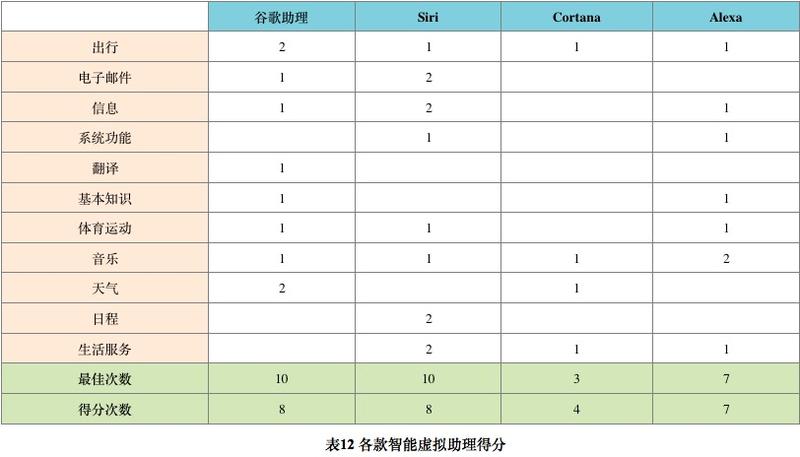 谷歌助理 Siri Cortana Alexa
出行 2 1 1 1
电子邮件 1 2
信息 1 2 1
系统功能 1 1
翻译 1
基本知识 1 1
体育运动 1 1 1
音乐 1 1 1 2
天气 2 1
日程 2
生活服务 2 1 1
最佳次数 10 10 3 7
得分次数 8 8 4 7
表12 各款智能虚拟助理得分